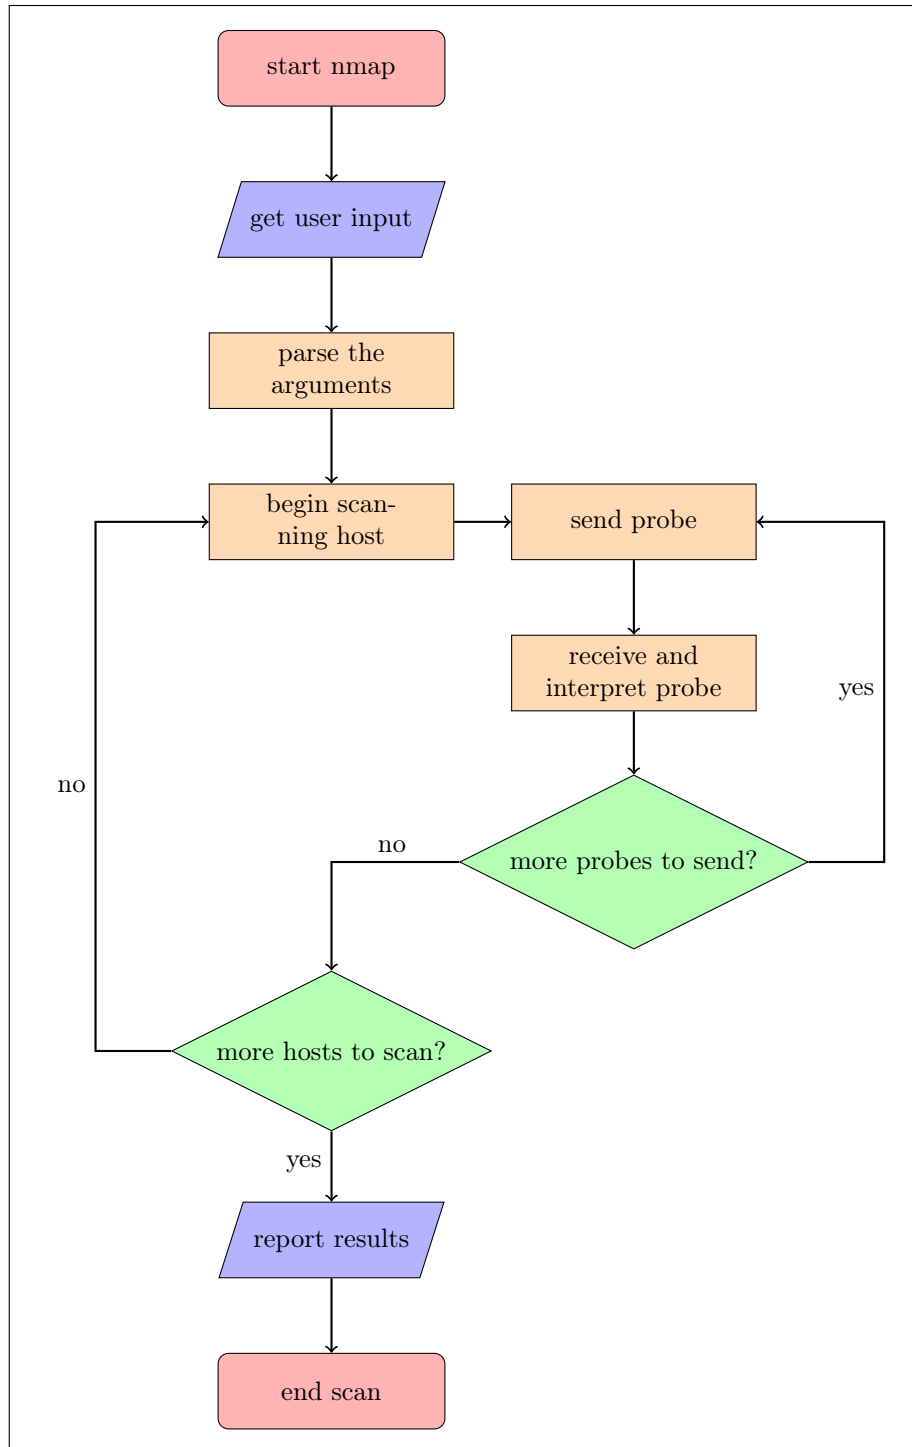 start nmap
get user input
parse the
arguments
begin scan-
ning host
send probe
receive and
interpret probe
yes
no
no
more probes to send?
more hosts to scan?
yes
report results
end scan